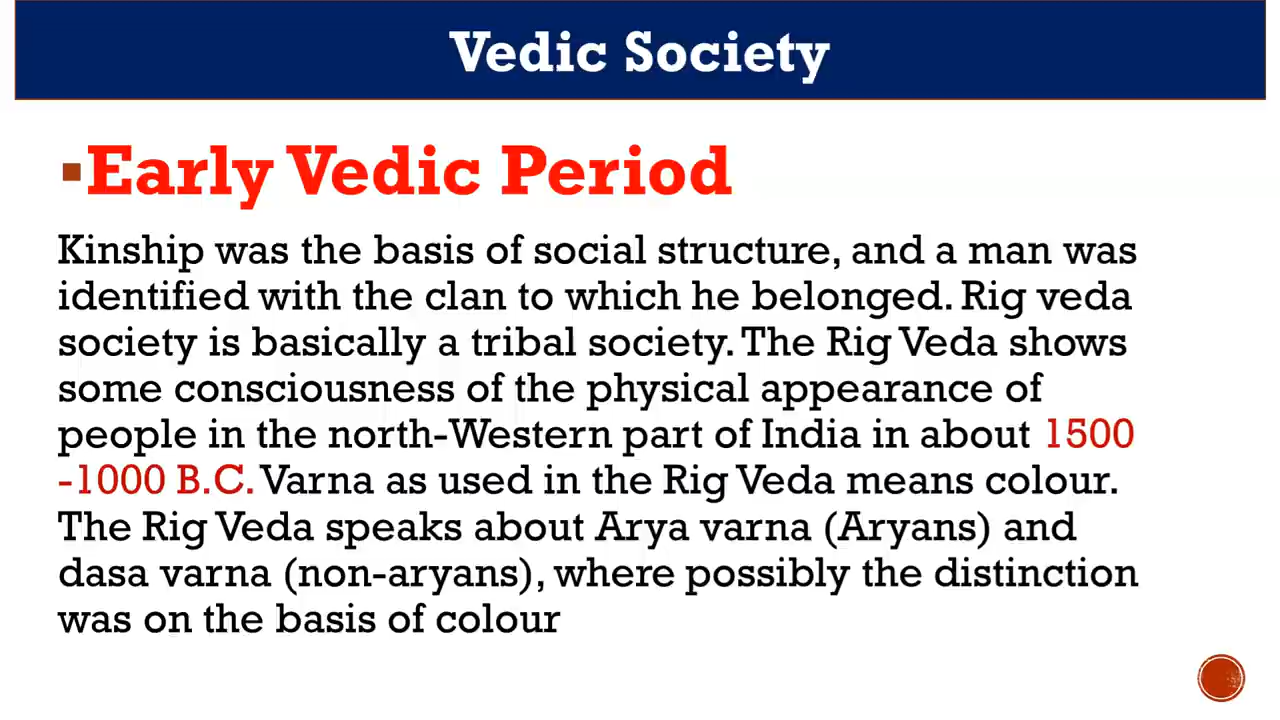 Vedic Society
▪Early Vedic Period
Kinship was the basis of social structure, and a man was
identified with the clan to which he belonged. Rig veda
society is basically a tribal society. The Rig Veda shows
some consciousness of the physical appearance of
people in the north-Western part of India in about 1500
-1000 B.C. Varna as used in the Rig Veda means colour.
The Rig Veda speaks about Arya varna (Aryans) and
dasa varna (non-aryans), where possibly the distinction
was on the basis of colour